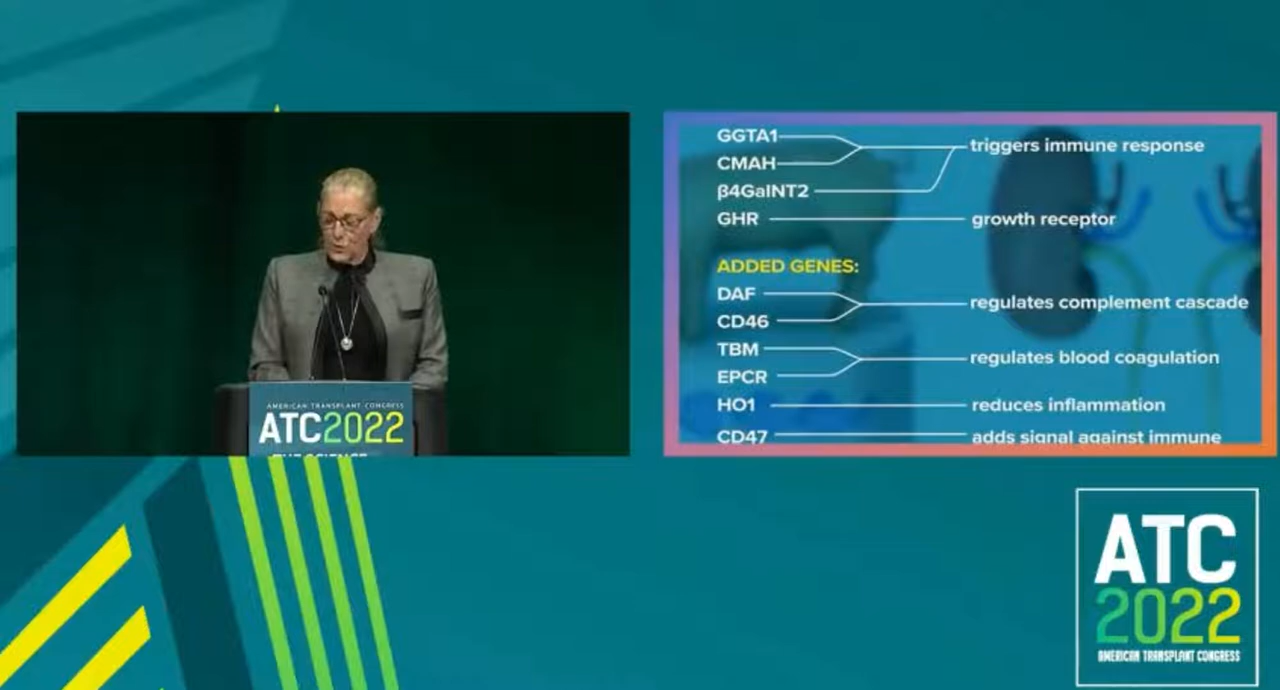 AMERICAN TRANSPLANT CONGRESS
ATC2022
THE SCIENCE
GGTA1
CMAH
β4GalNT2
triggers immune response
GHR growth receptor
ADDED GENES:
DAF
CD46
regulates complement cascade
TBM
EPCR
regulates blood coagulation
HO1 reduces inflammation
CD47 adds signal against immune
ATC
2022
AMERICAN TRANSPLANT CONGRESS